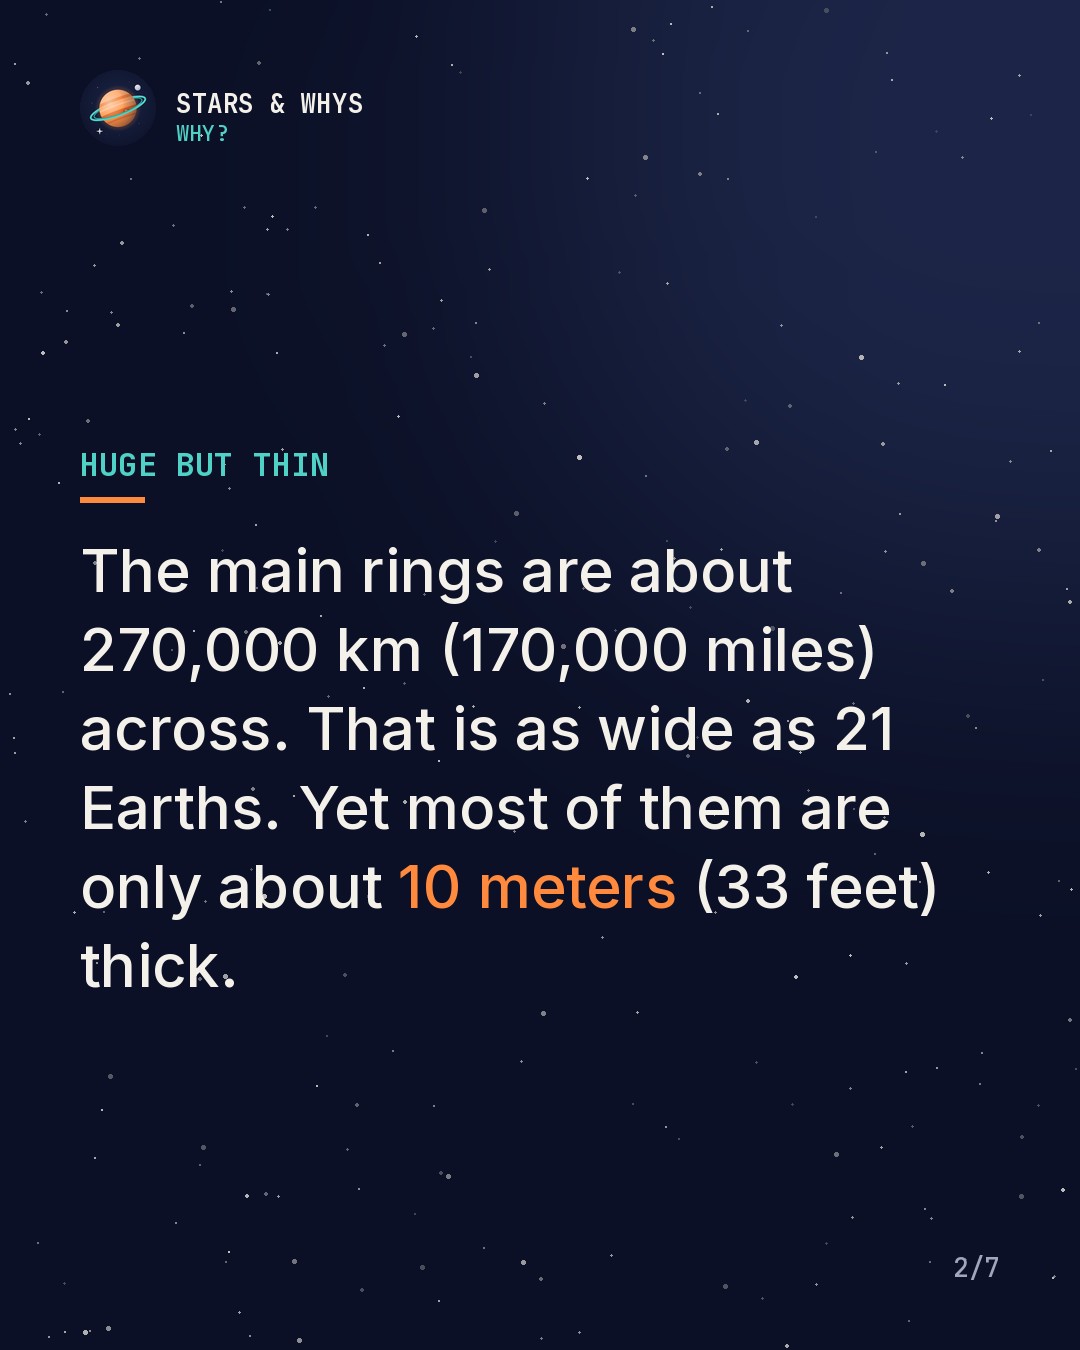 STARS & WHYS
WHY?
HUGE BUT THIN
The main rings are about
270,000 km (170,000 miles)
across. That is as wide as 21
Earths. Yet most of them are
only about 10 meters (33 feet)
thick.
2/7